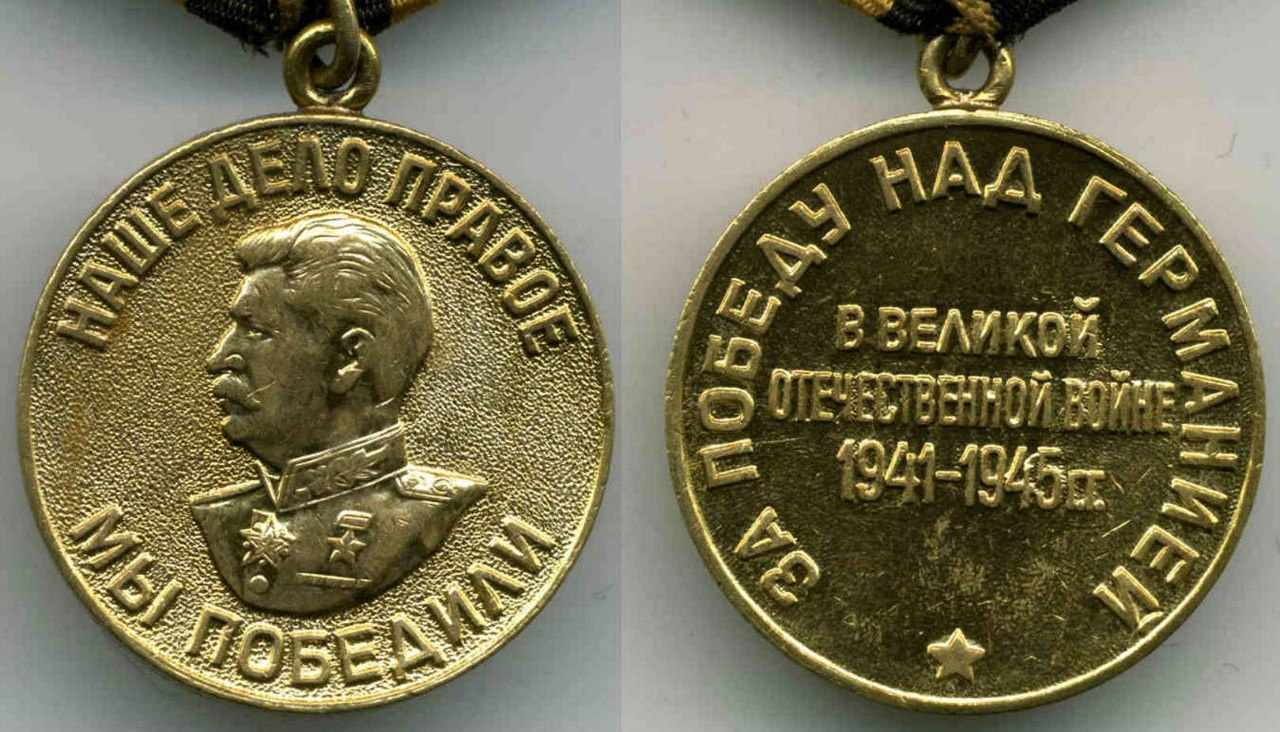 НАШЕ ДЕЛО ПРАВОЕ
МЫ ПОБЕДИЛИ
ЗА ПОБЕДУ НАД ГЕРМАНИЕЙ
В ВЕЛИКОЙ
ОТЕЧЕСТВЕННОЙ ВОЙНЕ
1941-1945гг.